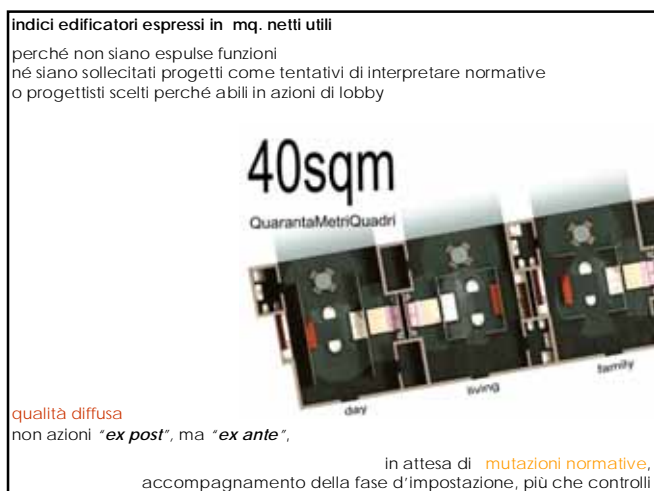 indici edificatori espressi in mq. netti utili
perché non siano espulse funzioni
né siano sollecitati progetti come tentativi di interpretare normative
o progettisti scelti perché abili in azioni di lobby
40sqm
QuarantaMetriQuadri
day
living
family
qualità diffusa
non azioni "ex post", ma "ex ante",
in attesa di mutazioni normative,
accompagnamento della fase d'impostazione, più che controlli